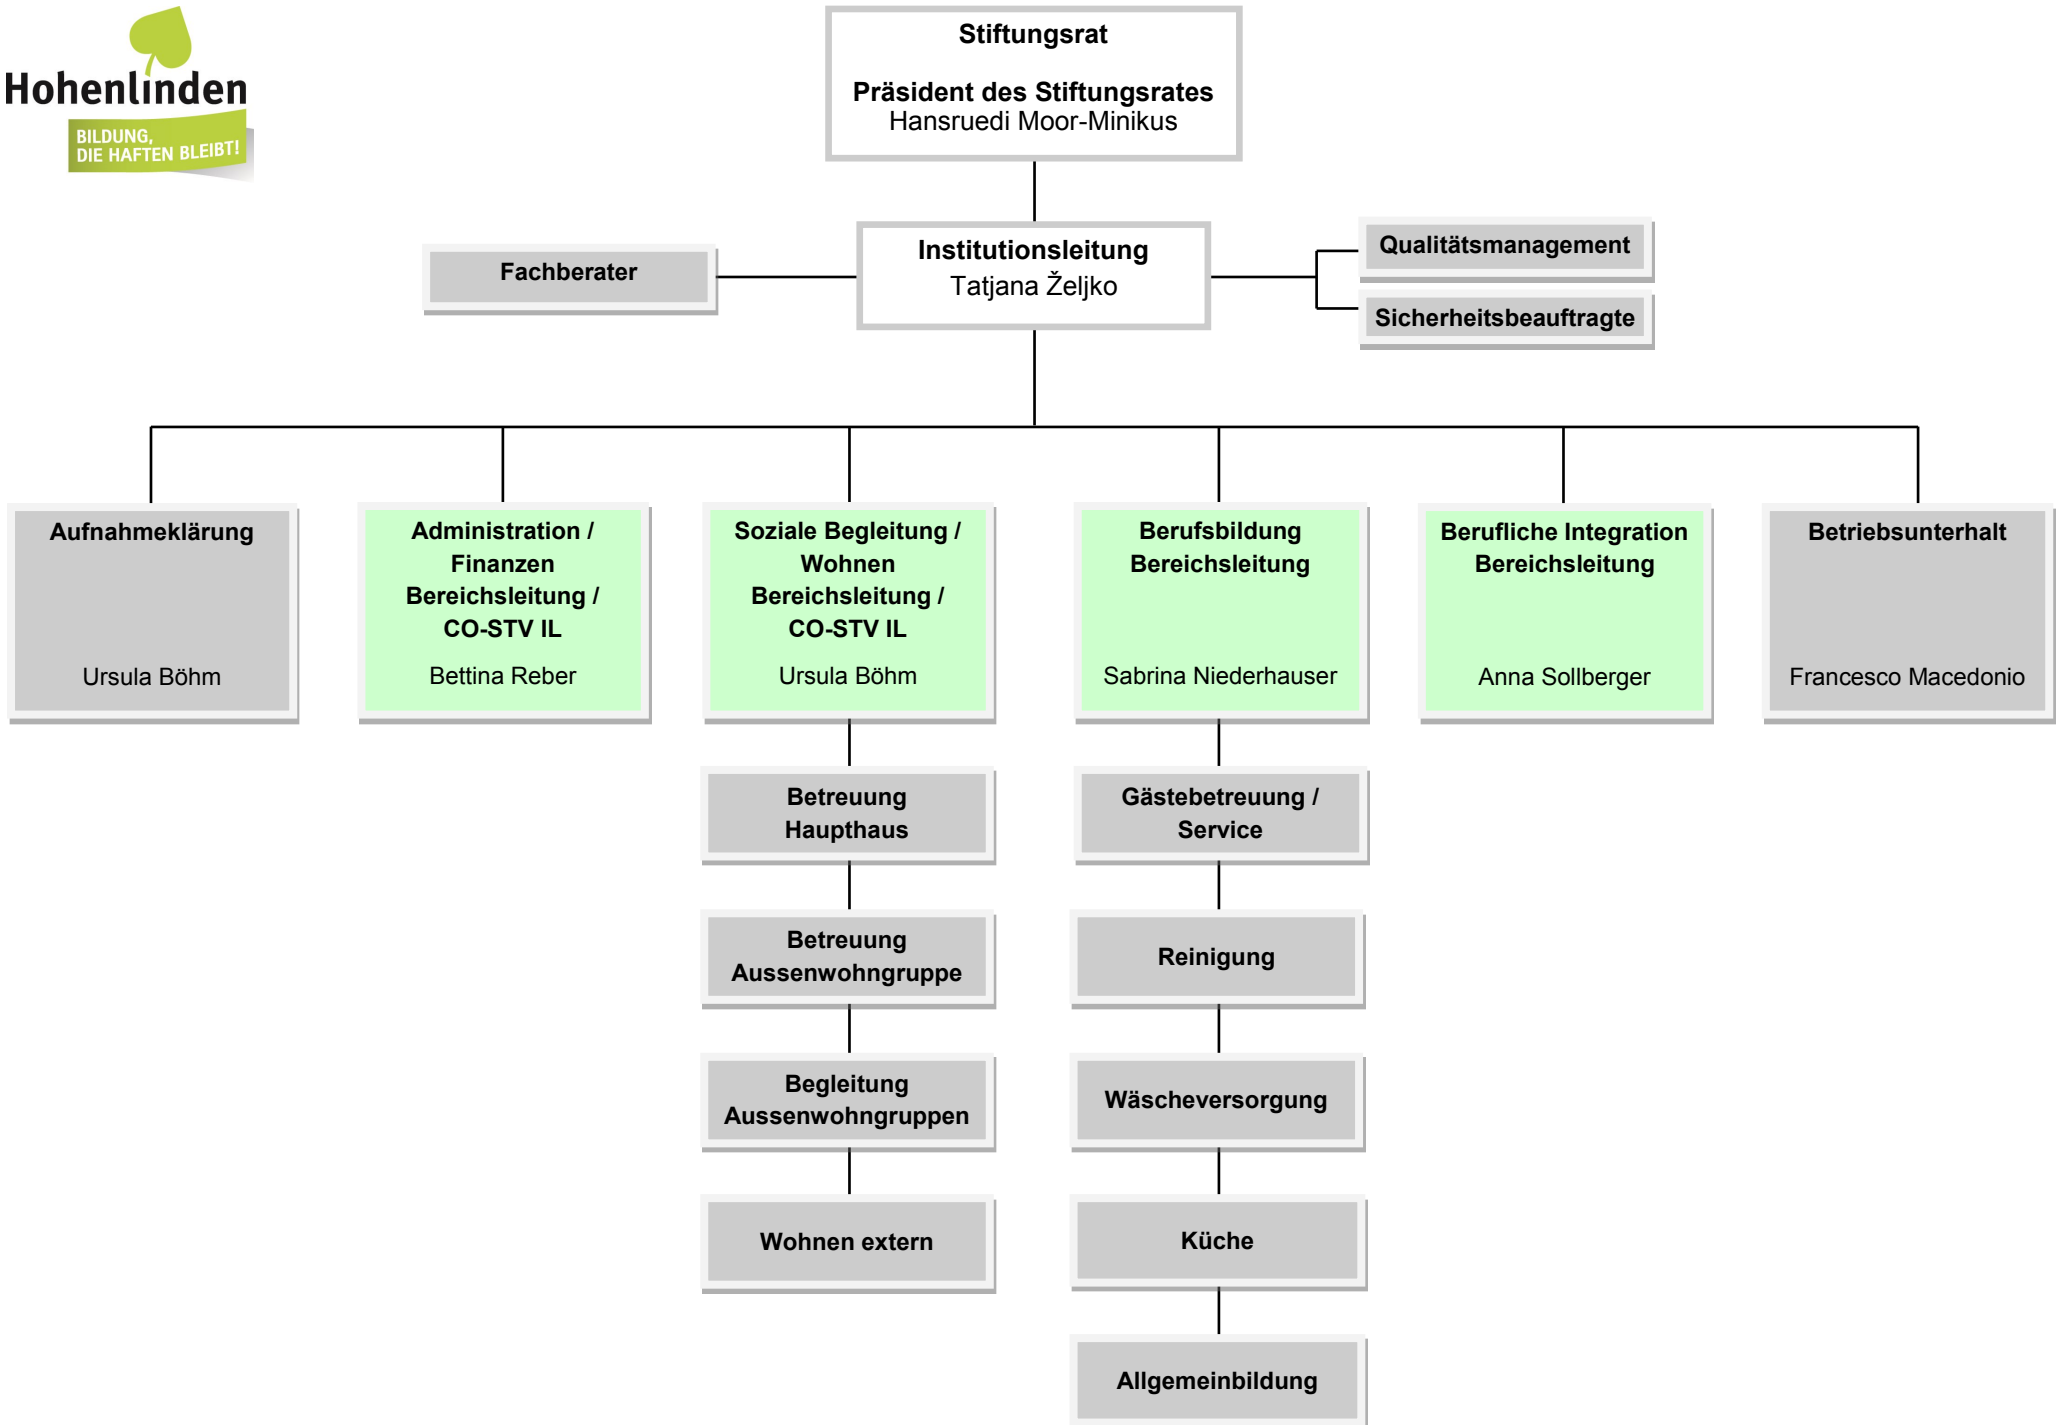 Hohenlinden
BILDUNG,
DIE HAFTEN BLEIBT!
Stiftungsrat
Präsident des Stiftungsrates
Hansruedi Moor-Minikus
Fachberater
Institutionsleitung
Tatjana Željko
Qualitätsmanagement
Sicherheitsbeauftragte
Aufnahmeklärung
Ursula Böhm
Administration /
Finanzen
Bereichsleitung /
CO-STV IL
Bettina Reber
Soziale Begleitung /
Wohnen
Bereichsleitung /
CO-STV IL
Ursula Böhm
Berufsbildung
Bereichsleitung
Sabrina Niederhauser
Berufliche Integration
Bereichsleitung
Anna Sollberger
Betriebsunterhalt
Francesco Macedonio
Betreuung
Haupthaus
Betreuung
Aussenwohngruppe
Begleitung
Aussenwohngruppen
Wohnen extern
Gästebetreuung /
Service
Reinigung
Wäscheversorgung
Küche
Allgemeinbildung